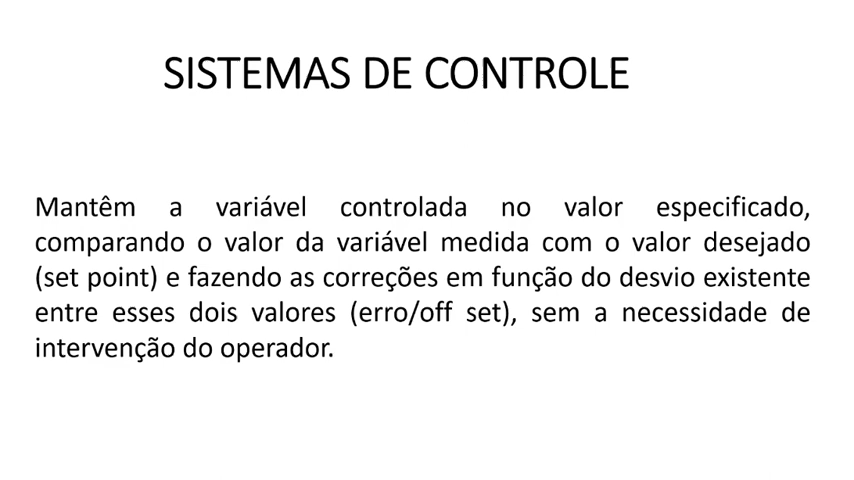 SISTEMAS DE CONTROLE
Mantêm a variável controlada no valor especificado,
comparando o valor da variável medida com o valor desejado
(set point) e fazendo as correções em função do desvio existente
entre esses dois valores (erro/off set), sem a necessidade de
intervenção do operador.